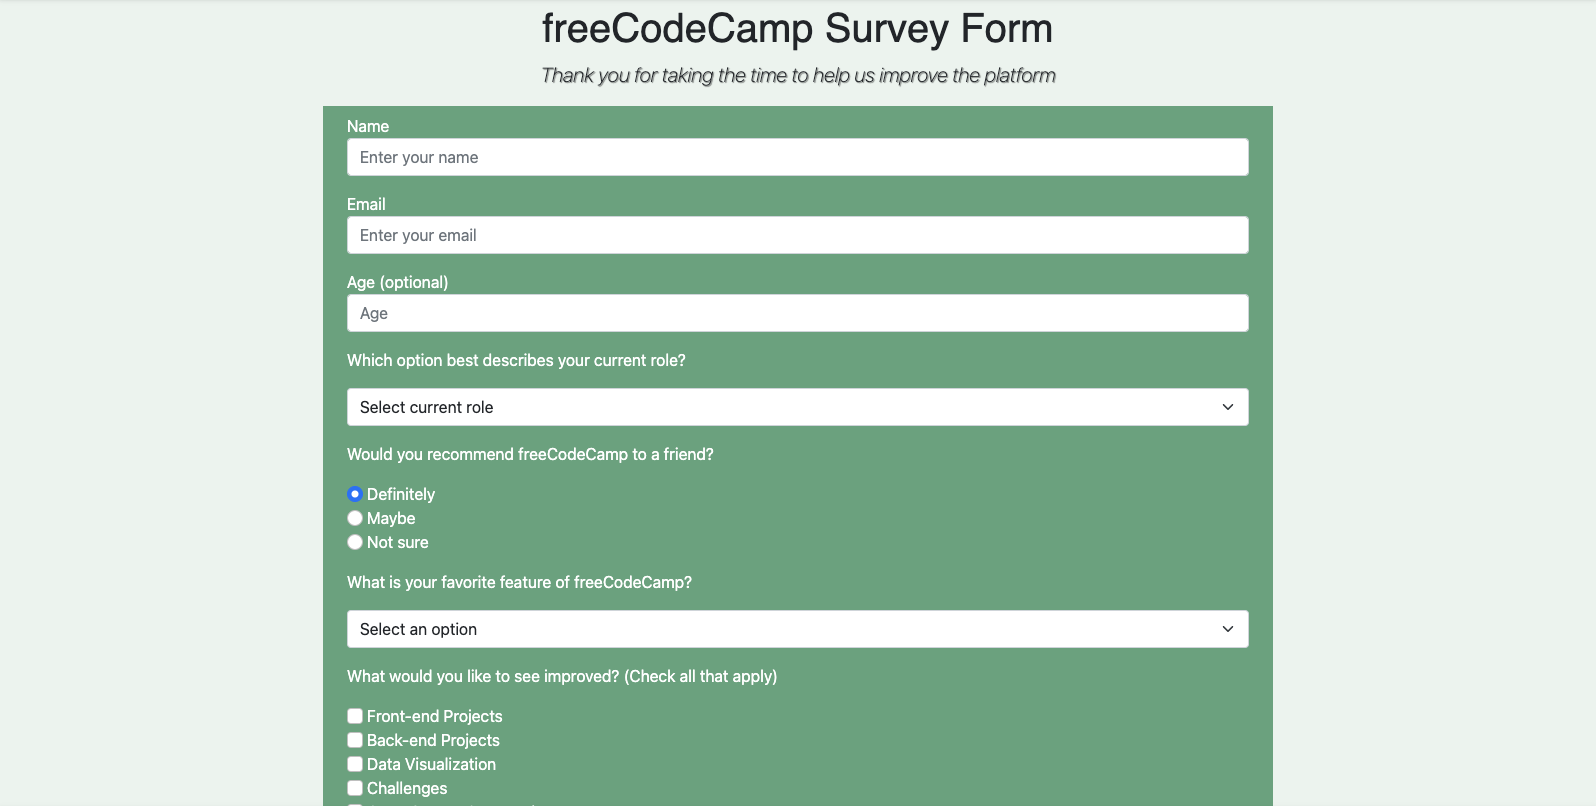 freeCodeCamp Survey Form
Thank you for taking the time to help us improve the platform
Name
Enter your name
Email
Enter your email
Age (optional)
Age
Which option best describes your current role?
Select current role
Would you recommend freeCodeCamp to a friend?
Definitely
Maybe
Not sure
What is your favorite feature of freeCodeCamp?
Select an option
What would you like to see improved? (Check all that apply)
Front-end Projects
Back-end Projects
Data Visualization
Challenges